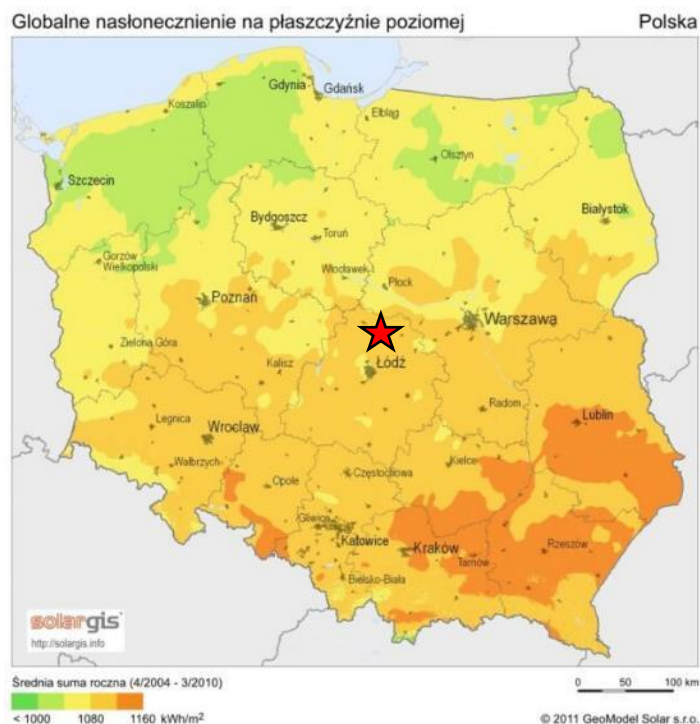 Globalne nasłonecznienie na płaszczyźnie poziomej Polska
Gdynia
Gdańsk
Koszalin
Elbląg
Olsztyn
Szczecin
Białystok
Bydgoszcz
Toruń
Gorzów
Wielkopolski
Włocławek
Płock
Poznań
Warszawa
Zielona Góra
Kalisz
Łódź
Radom
Lublin
Legnica
Wrocław
Wałbrzych
Kielce
Częstochowa
Opole
Gliwice
Katowice
Kraków
Tarnów
Rzeszów
Bielsko-Biała
solargis
http://solargis.info
Średnia suma roczna (4/2004 - 3/2010)
0 50 100 km
< 1000 1080 1160 kWh/m²
© 2011 GeoModel Solar s.r.o.